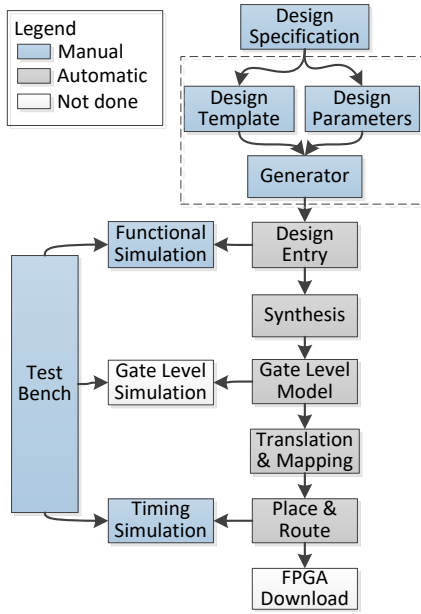 Legend
Manual
Automatic
Not done
Design
Specification
Design
Template
Design
Parameters
Generator
Functional
Simulation
Design
Entry
Synthesis
Test
Bench
Gate Level
Simulation
Gate Level
Model
Translation
& Mapping
Timing
Simulation
Place &
Route
FPGA
Download